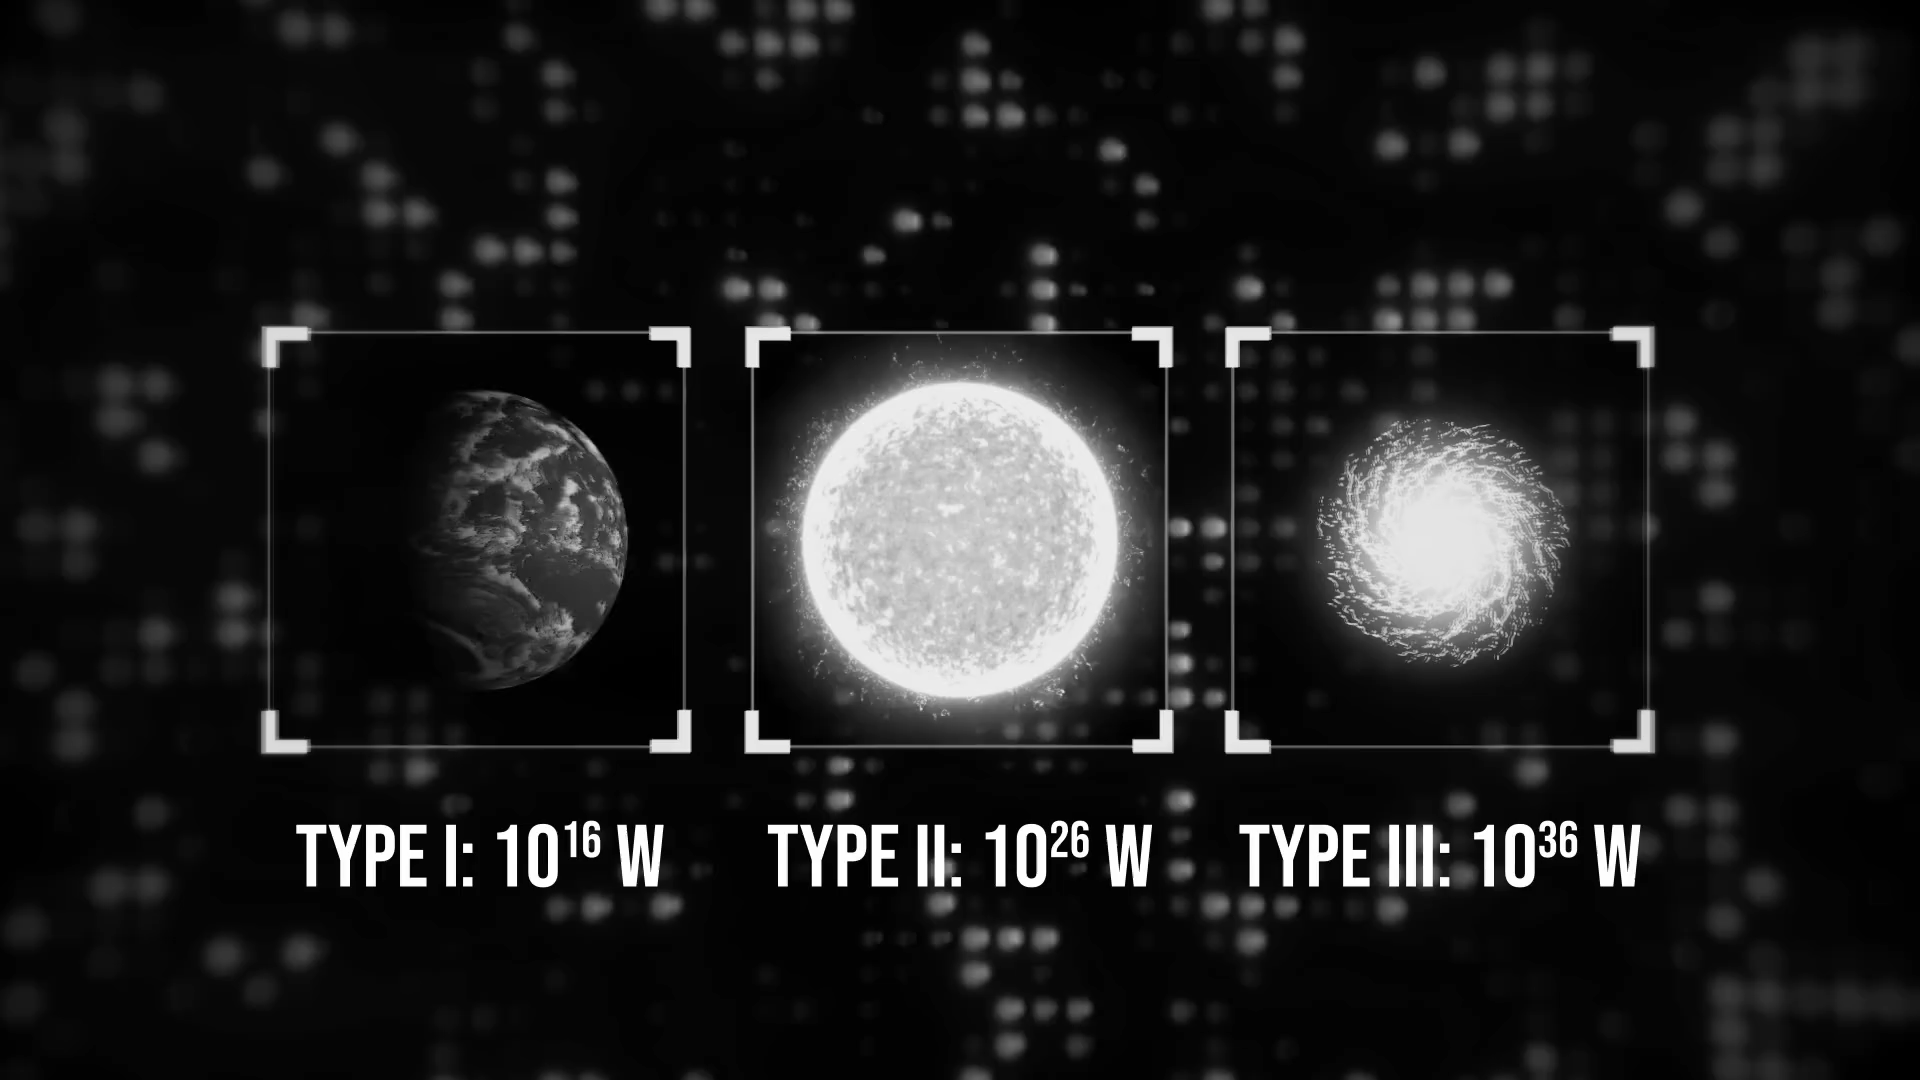 TYPE I: 10¹⁶ W
TYPE II: 10²⁶ W
TYPE III: 10³⁶ W